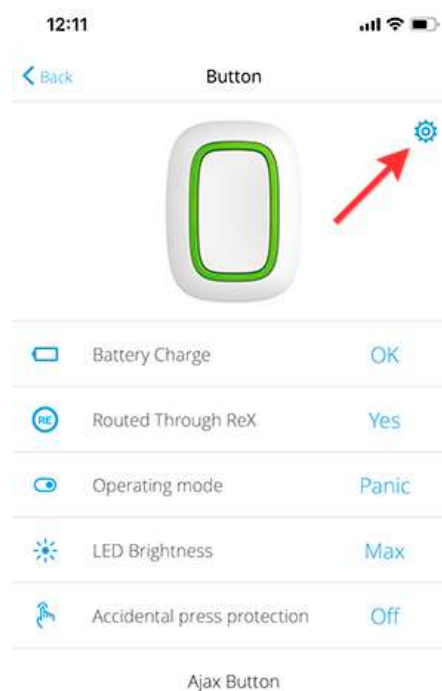 12:11
Back Button
Battery Charge OK
RE Routed Through ReX Yes
Operating mode Panic
LED Brightness Max
Accidental press protection Off
Ajax Button